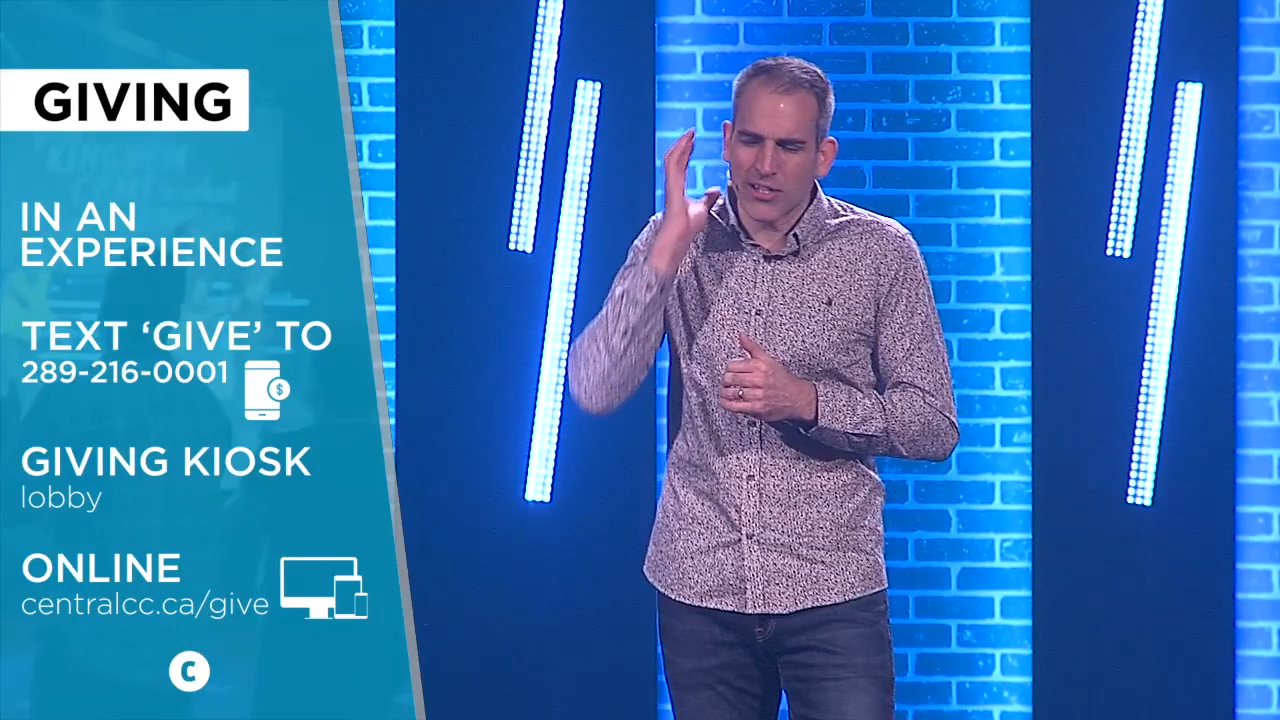 GIVING
IN AN
EXPERIENCE
TEXT ‘GIVE’ TO
289-216-0001
$
GIVING KIOSK
lobby
ONLINE
centralcc.ca/give
C